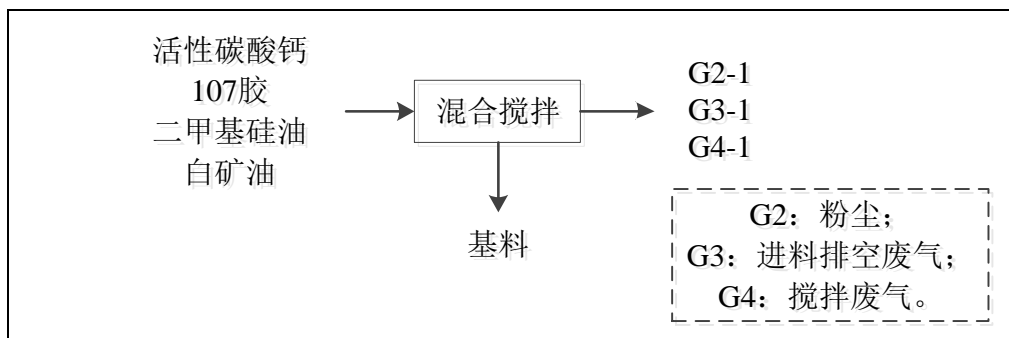 活性碳酸钙
107胶
二甲基硅油
白矿油
混合搅拌
G2-1
G3-1
G4-1
基料
G2：粉尘；
G3：进料排空废气；
G4：搅拌废气。